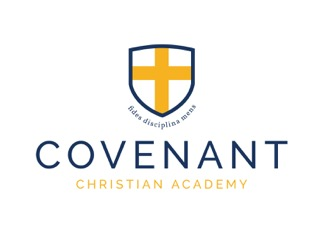 fides disciplina mens
COVENANT
CHRISTIAN ACADEMY